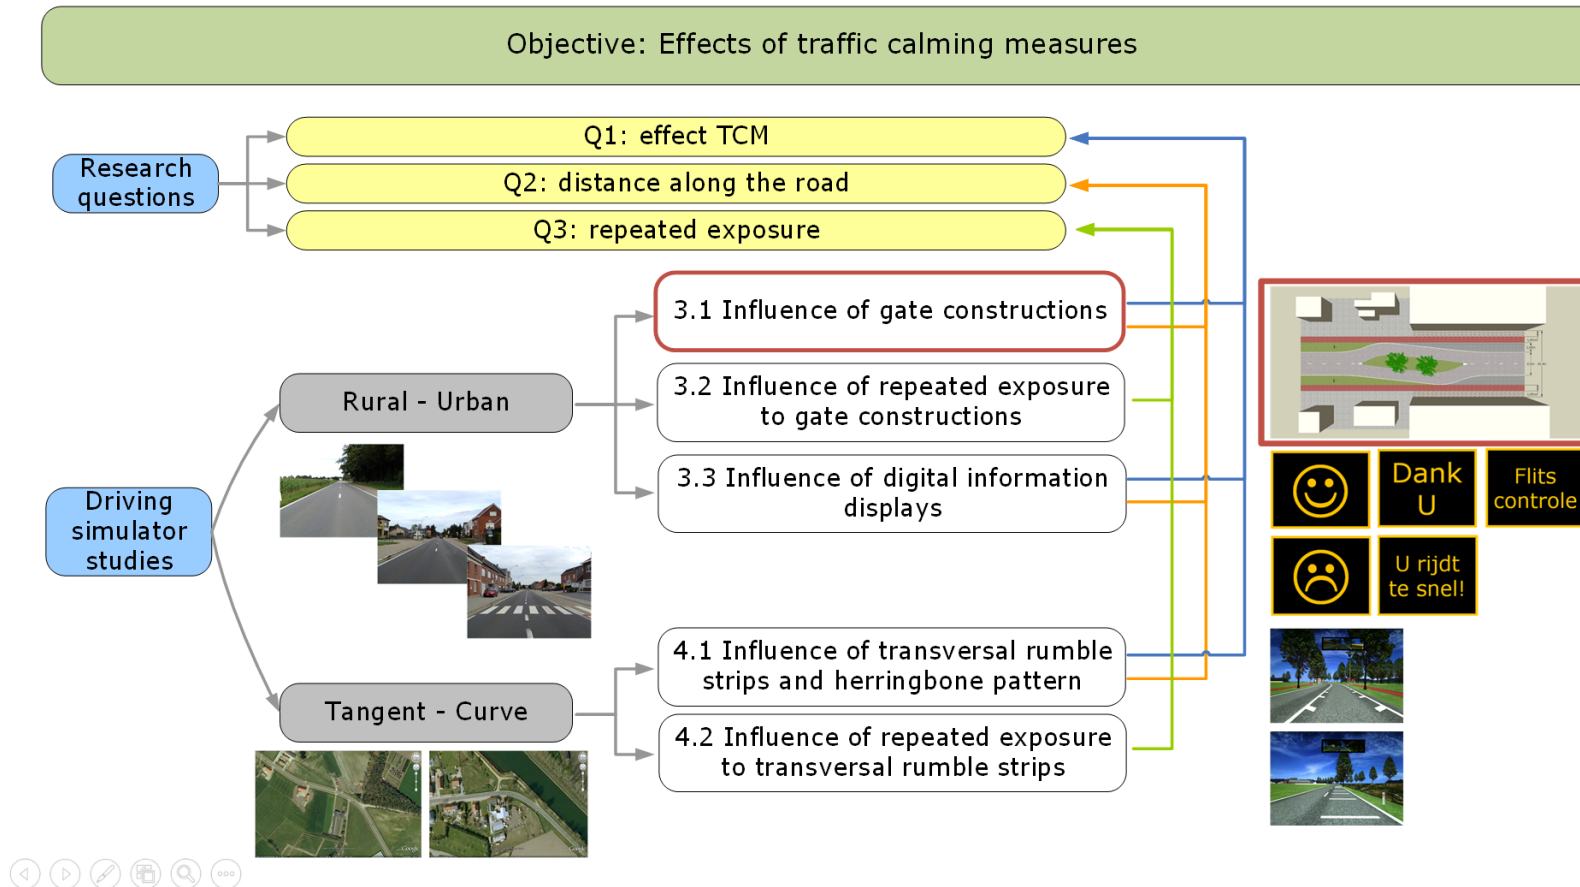 Objective: Effects of traffic calming measures
Research
questions
Q1: effect TCM
Q2: distance along the road
Q3: repeated exposure
Driving
simulator
studies
Rural - Urban
3.1 Influence of gate constructions
3.2 Influence of repeated exposure
to gate constructions
3.3 Influence of digital information
displays
Tangent - Curve
4.1 Influence of transversal rumble
strips and herringbone pattern
4.2 Influence of repeated exposure
to transversal rumble strips
Dank
U
Flits
controle
U rijdt
te snel!
Google